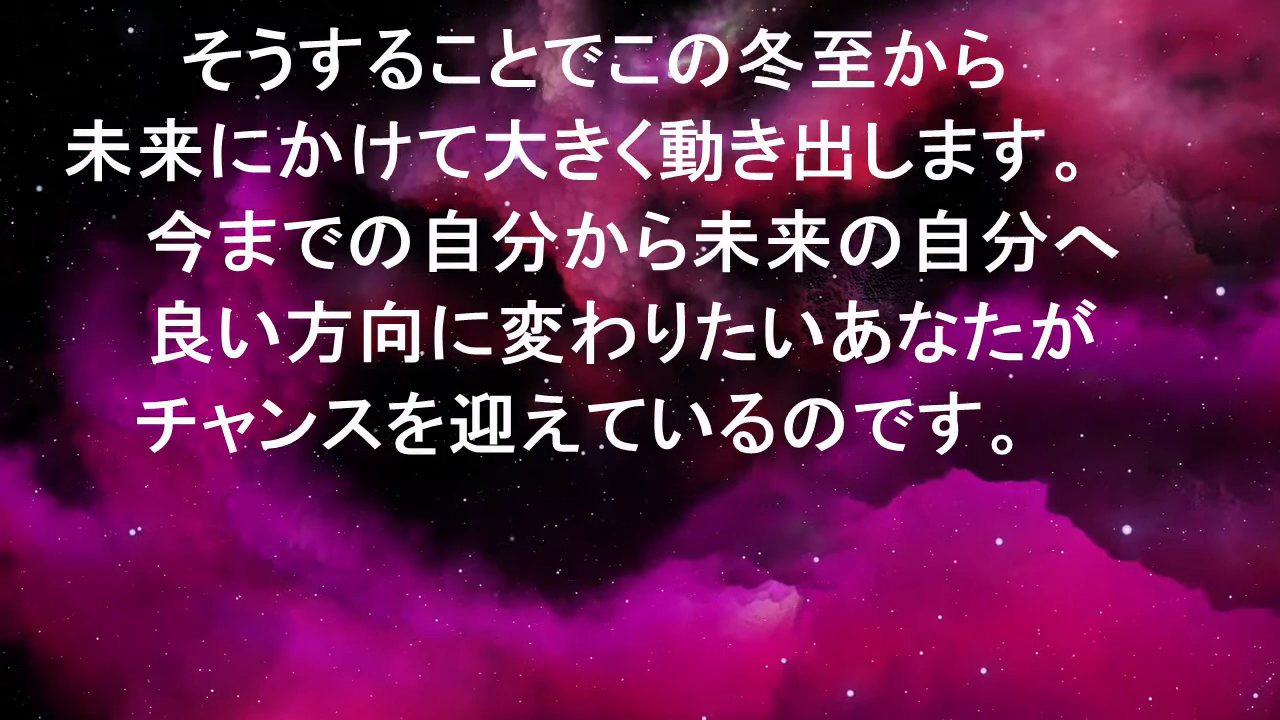 そうすることでこの冬至から
未来にかけて大きく動き出します。
今までの自分から未来の自分へ
良い方向に変わりたいあなたが
チャンスを迎えているのです。